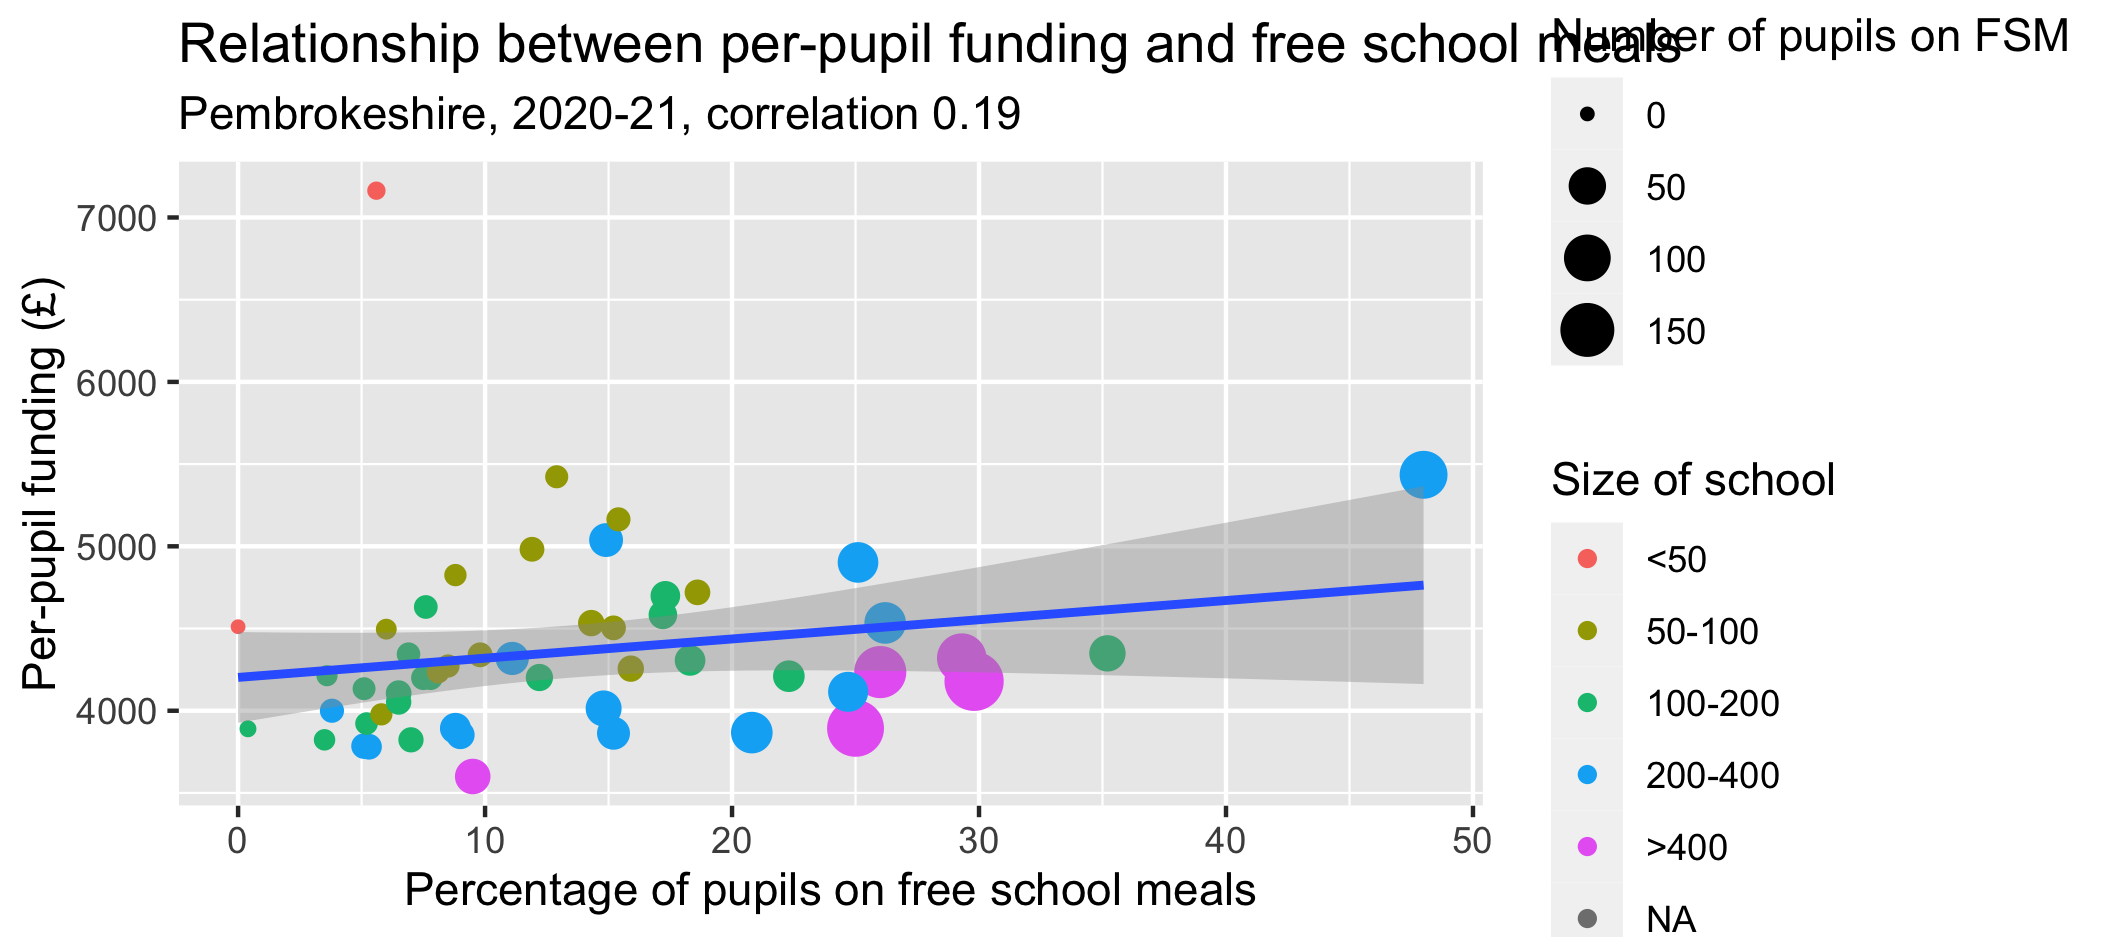 Relationship between per-pupil funding and free school meals
Pembrokeshire, 2020-21, correlation 0.19
Number of pupils on FSM
0
50
100
150
Size of school
<50
50-100
100-200
200-400
>400
NA
Per-pupil funding (£)
7000
6000
5000
4000
0 10 20 30 40 50
Percentage of pupils on free school meals